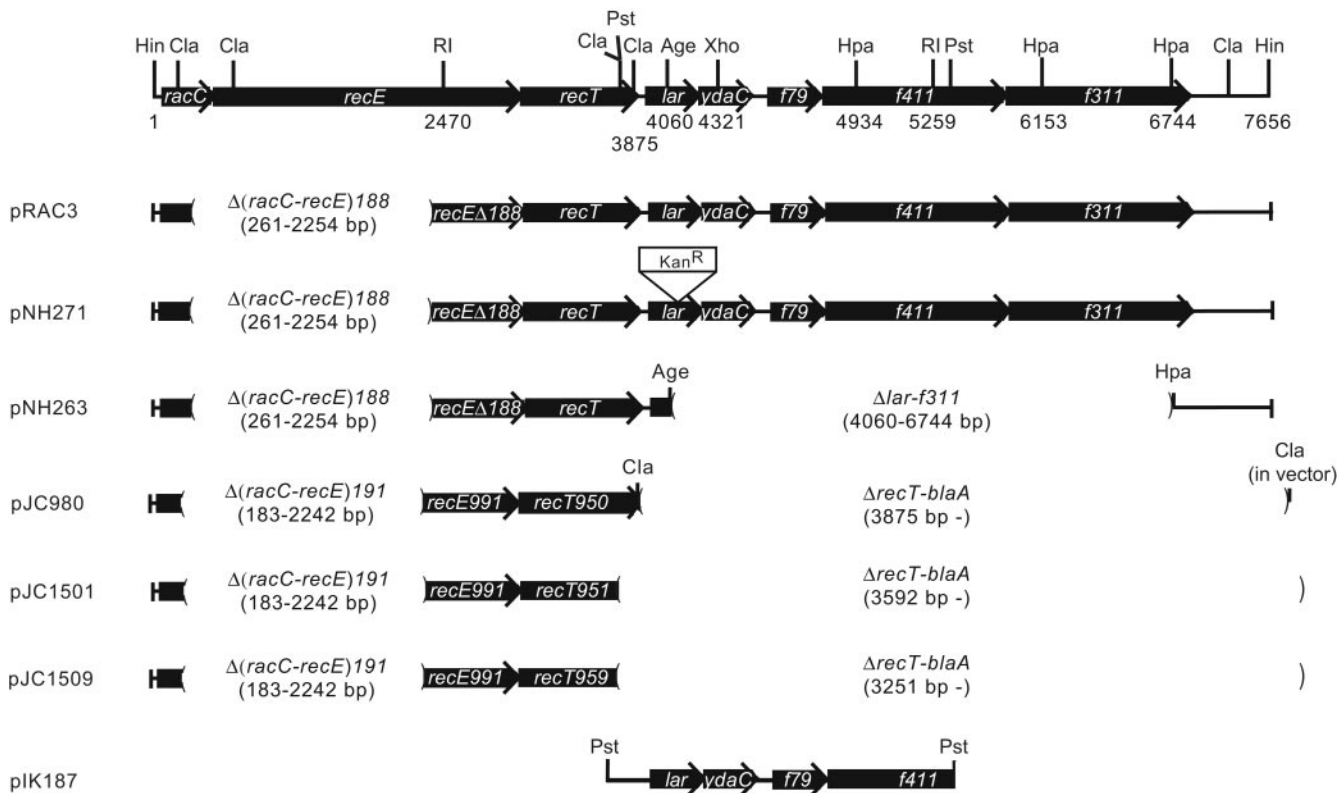 Pst
Hin Cla Cla RI Cla Cla Age Xho Hpa RI Pst Hpa Hpa Cla Hin
racC recE recT lar ydaC f79 f411 f311
1 2470 4060 4321 4934 5259 6153 6744 7656
3875
pRAC3 Δ(racC-recE)188 recEΔ188 recT lar ydaC f79 f411 f311
(261-2254 bp)
Kan^R
pNH271 Δ(racC-recE)188 recEΔ188 recT lar ydaC f79 f411 f311
(261-2254 bp)
Age Hpa
pNH263 Δ(racC-recE)188 recEΔ188 recT Δlar-f311
(261-2254 bp) (4060-6744 bp)
Cla Cla
(in vector)
pJC980 Δ(racC-recE)191 recE991 recT950 ΔrecT-blaA
(183-2242 bp) (3875 bp -)
pJC1501 Δ(racC-recE)191 recE991 recT951 ΔrecT-blaA
(183-2242 bp) (3592 bp -)
pJC1509 Δ(racC-recE)191 recE991 recT959 ΔrecT-blaA
(183-2242 bp) (3251 bp -)
Pst Pst
pIK187 lar ydaC f79 f411